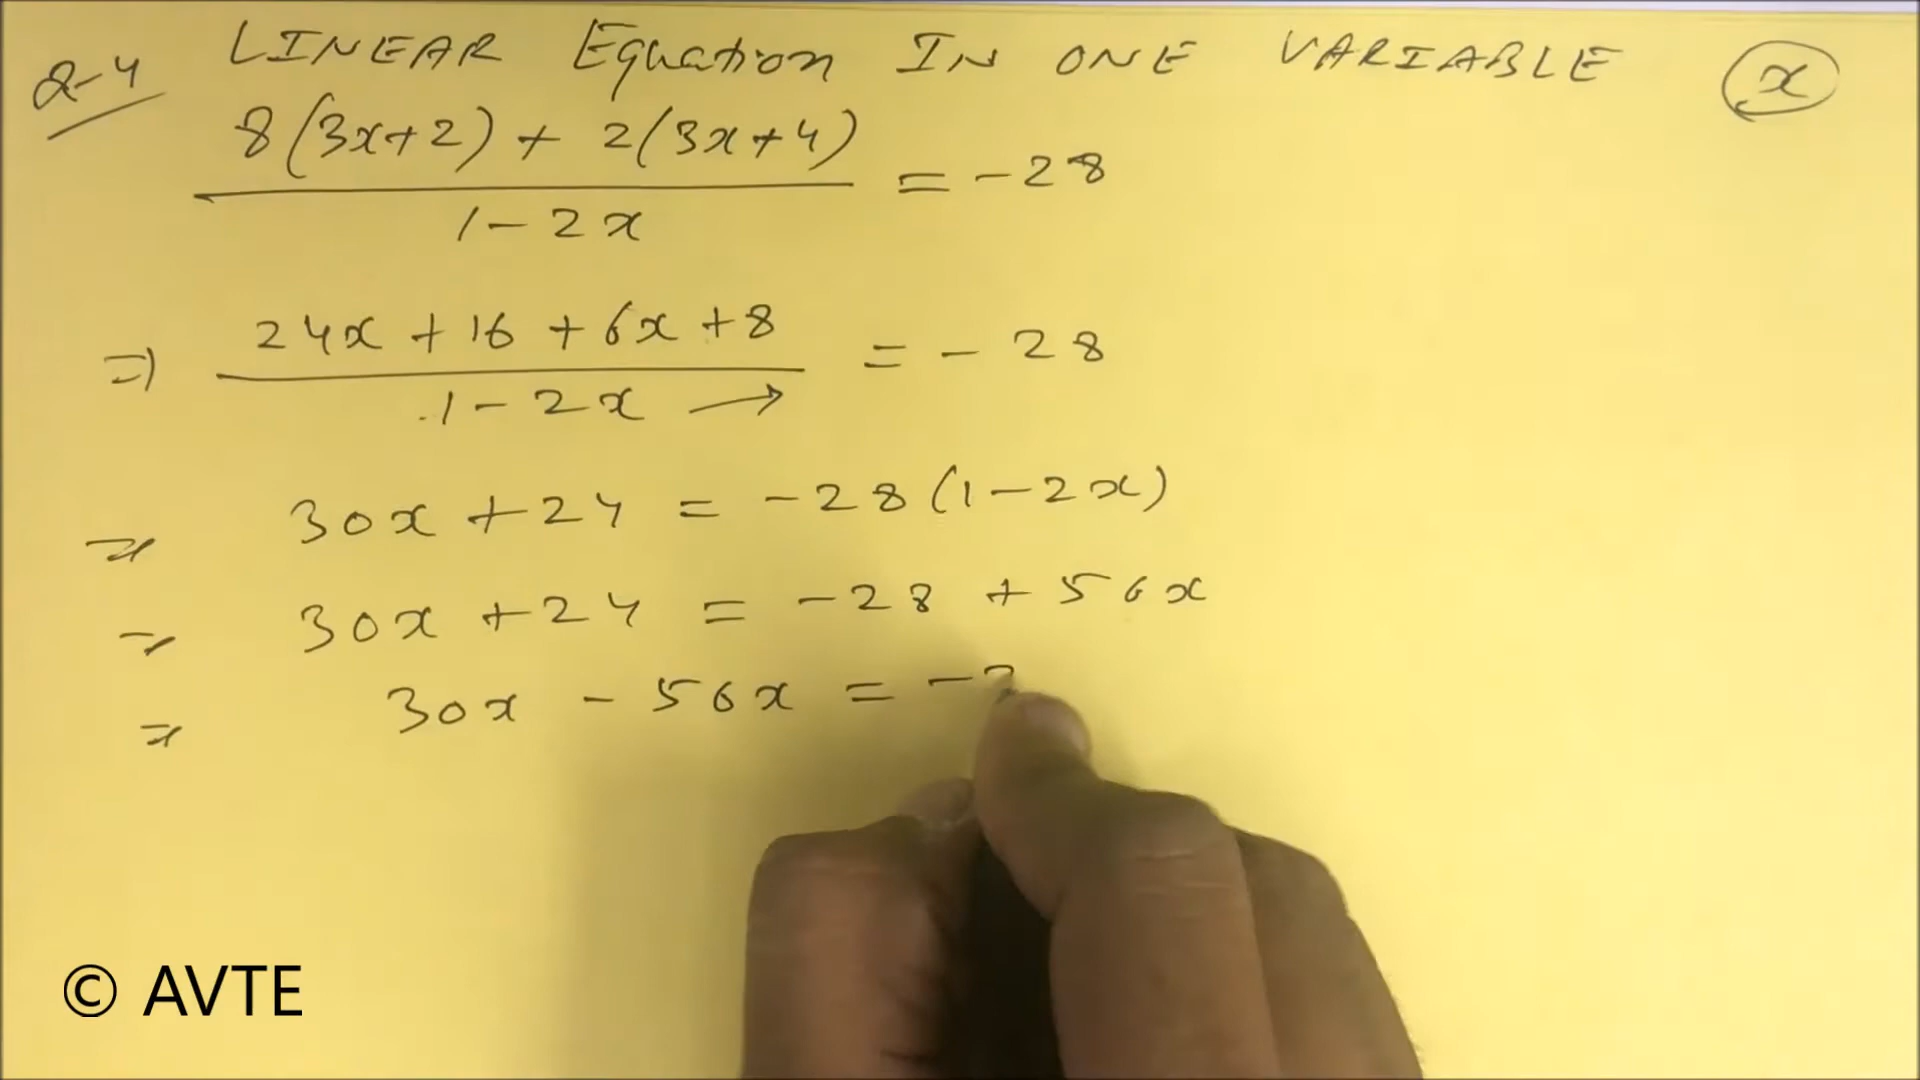 Q-4 LINEAR Equation IN ONE VARIABLE x
8(3x+2) + 2(3x+4)
= -28
1-2x
=) 24x + 16 + 6x + 8
= - 28
1-2x →
⇒ 30x + 24 = -28(1-2x)
⇒ 30x + 24 = -28 + 56x
⇒ 30x - 56x = -2
© AVTE